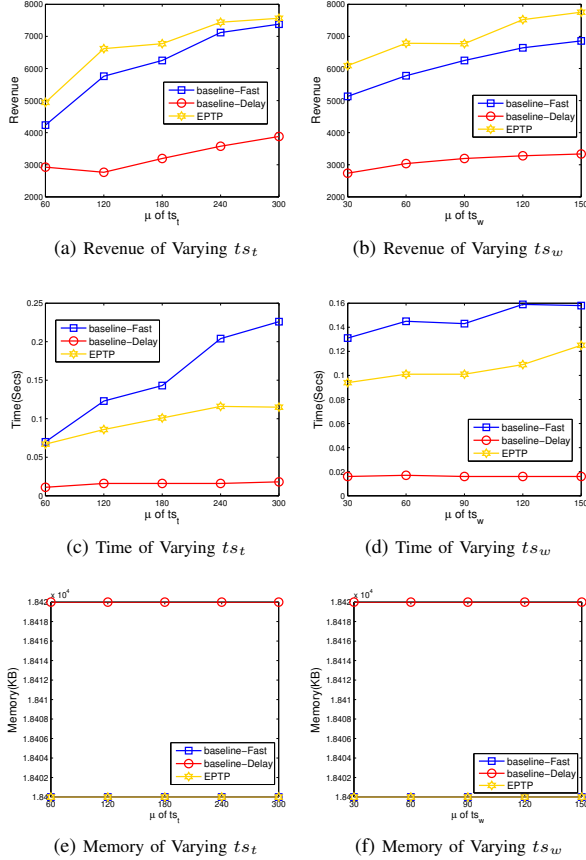 8000
7000
6000
5000
4000
3000
2000
Revenue
60 120 180 240 300
μ of ts_t
baseline-Fast
baseline-Delay
EPTP
(a) Revenue of Varying ts_t
8000
7000
6000
5000
4000
3000
2000
Revenue
30 60 90 120 150
μ of ts_w
baseline-Fast
baseline-Delay
EPTP
(b) Revenue of Varying ts_w
0.25
0.2
0.15
0.1
0.05
0
Time(Secs)
60 120 180 240 300
μ of ts_t
baseline-Fast
baseline-Delay
EPTP
(c) Time of Varying ts_t
0.16
0.14
0.12
0.1
0.08
0.06
0.04
0.02
0
Time(Secs)
30 60 90 120 150
μ of ts_w
baseline-Fast
baseline-Delay
EPTP
(d) Time of Varying ts_w
x 10^4
1.842
1.8418
1.8416
1.8414
1.8412
1.841
1.8408
1.8406
1.8404
1.8402
1.84
Memory(KB)
60 120 180 240 300
μ of ts_t
baseline-Fast
baseline-Delay
EPTP
(e) Memory of Varying ts_t
x 10^4
1.842
1.8418
1.8416
1.8414
1.8412
1.841
1.8408
1.8406
1.8404
1.8402
1.84
Memory(KB)
30 60 90 120 150
μ of ts_w
baseline-Fast
baseline-Delay
EPTP
(f) Memory of Varying ts_w